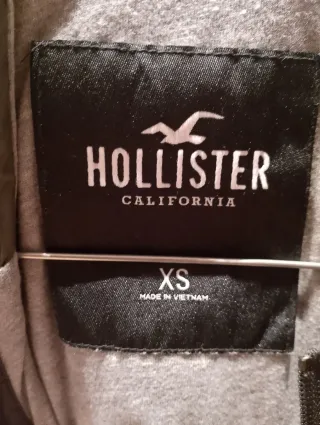 HOLLISTER
CALIFORNIA
XS
MADE IN VIETNAM